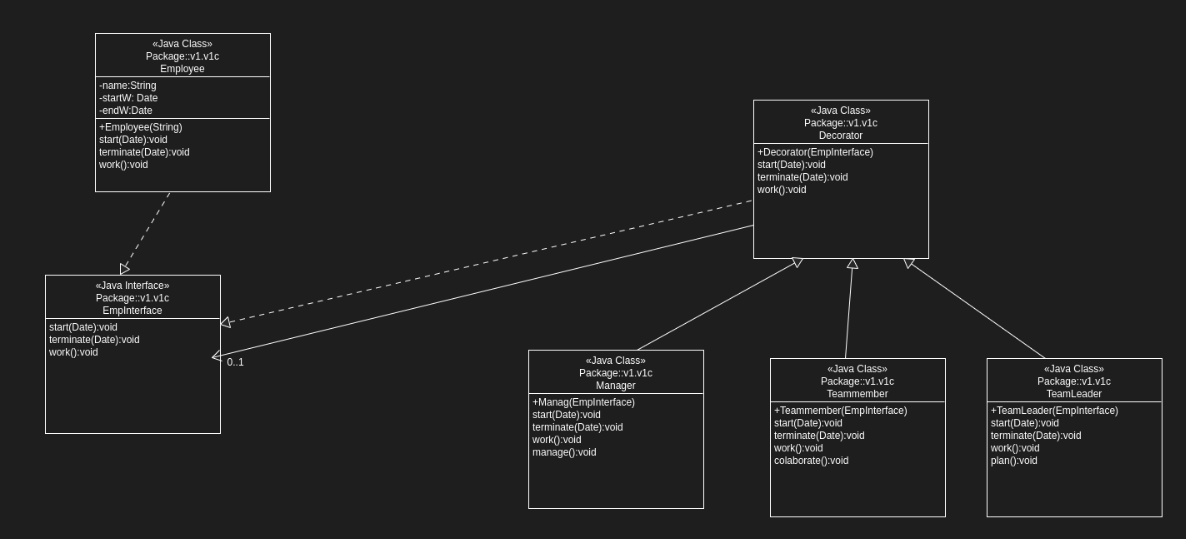 «Java Class»
Package::v1.v1c
Employee
-name:String
-startW: Date
-endW:Date
+Employee(String)
start(Date):void
terminate(Date):void
work():void
«Java Class»
Package::v1.v1c
Decorator
+Decorator(EmpInterface)
start(Date):void
terminate(Date):void
work():void
«Java Interface»
Package::v1.v1c
EmpInterface
start(Date):void
terminate(Date):void
work():void
0..1
«Java Class»
Package::v1.v1c
Manager
+Manag(EmpInterface)
start(Date):void
terminate(Date):void
work():void
manage():void
«Java Class»
Package::v1.v1c
Teammember
+Teammember(EmpInterface)
start(Date):void
terminate(Date):void
work():void
colaborate():void
«Java Class»
Package::v1.v1c
TeamLeader
+TeamLeader(EmpInterface)
start(Date):void
terminate(Date):void
work():void
plan():void